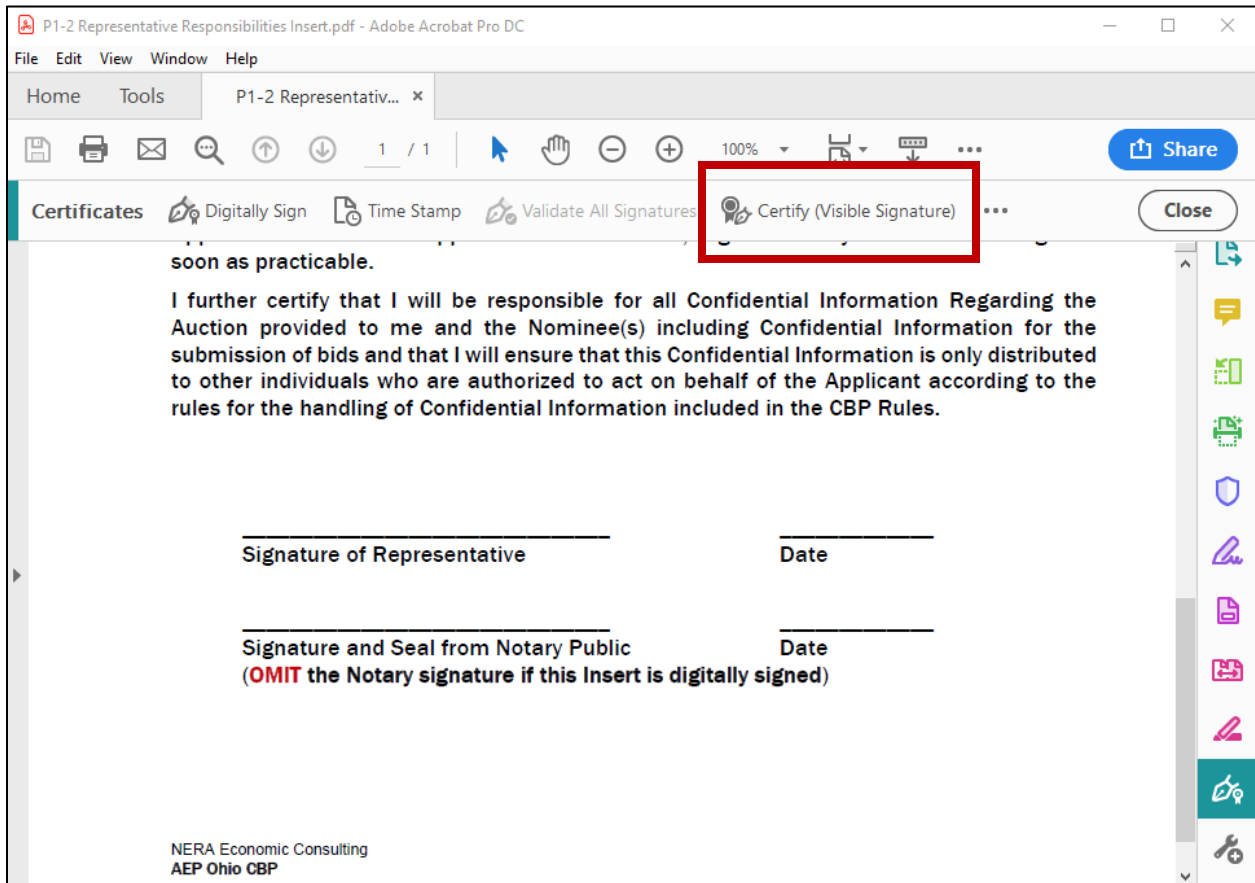 P1-2 Representative Responsibilities Insert.pdf - Adobe Acrobat Pro DC
File Edit View Window Help
Home Tools P1-2 Representativ... ×
1 / 1 100% Share
Certificates Digitally Sign Time Stamp Validate All Signatures Certify (Visible Signature) Close
soon as practicable.
I further certify that I will be responsible for all Confidential Information Regarding the
Auction provided to me and the Nominee(s) including Confidential Information for the
submission of bids and that I will ensure that this Confidential Information is only distributed
to other individuals who are authorized to act on behalf of the Applicant according to the
rules for the handling of Confidential Information included in the CBP Rules.
Signature of Representative Date
Signature and Seal from Notary Public Date
(OMIT the Notary signature if this Insert is digitally signed)
NERA Economic Consulting
AEP Ohio CBP